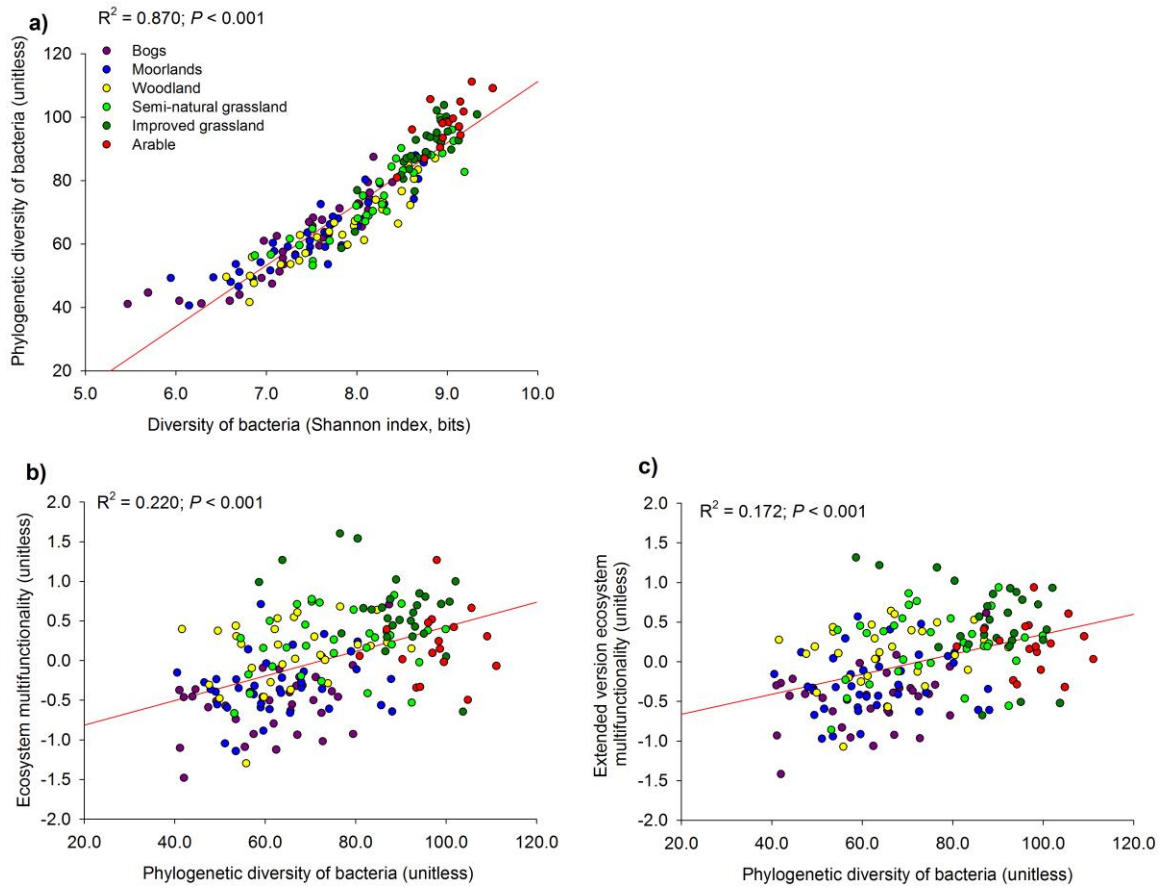 a)
R² = 0.870; P < 0.001
Phylogenetic diversity of bacteria (unitless)
120
100
80
60
40
20
Bogs
Moorlands
Woodland
Semi-natural grassland
Improved grassland
Arable
5.0 6.0 7.0 8.0 9.0 10.0
Diversity of bacteria (Shannon index, bits)
b)
R² = 0.220; P < 0.001
Ecosystem multifunctionality (unitless)
2.0
1.5
1.0
0.5
0.0
-0.5
-1.0
-1.5
-2.0
20.0 40.0 60.0 80.0 100.0 120.0
Phylogenetic diversity of bacteria (unitless)
c)
R² = 0.172; P < 0.001
Extended version ecosystem
multifunctionality (unitless)
2.0
1.5
1.0
0.5
0.0
-0.5
-1.0
-1.5
-2.0
20.0 40.0 60.0 80.0 100.0 120.0
Phylogenetic diversity of bacteria (unitless)